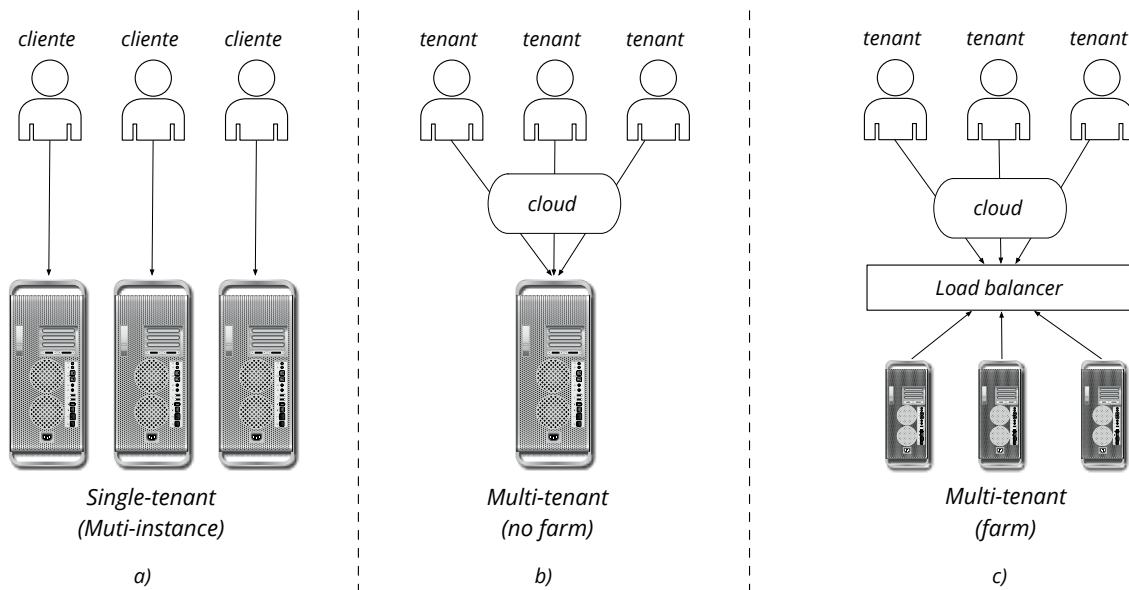 cliente cliente cliente
Single-tenant
(Muti-instance)
a)
tenant tenant tenant
cloud
Multi-tenant
(no farm)
b)
tenant tenant tenant
cloud
Load balancer
Multi-tenant
(farm)
c)